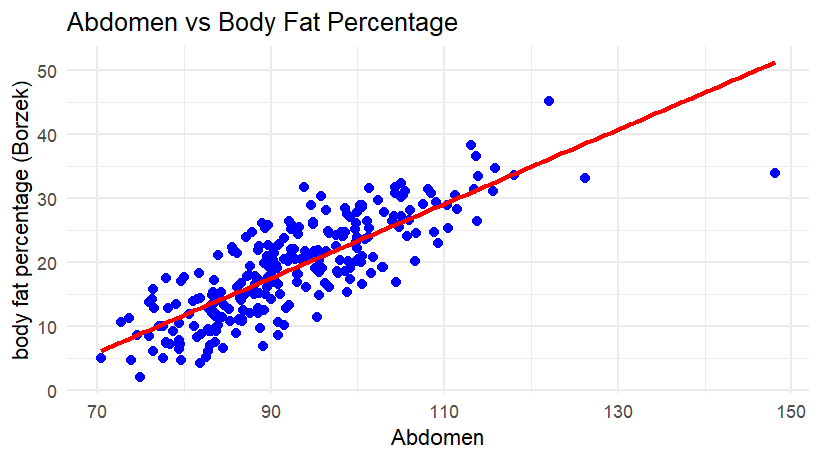 Abdomen vs Body Fat Percentage
body fat percentage (Borzek)
50
40
30
20
10
0
70 90 110 130 150
Abdomen